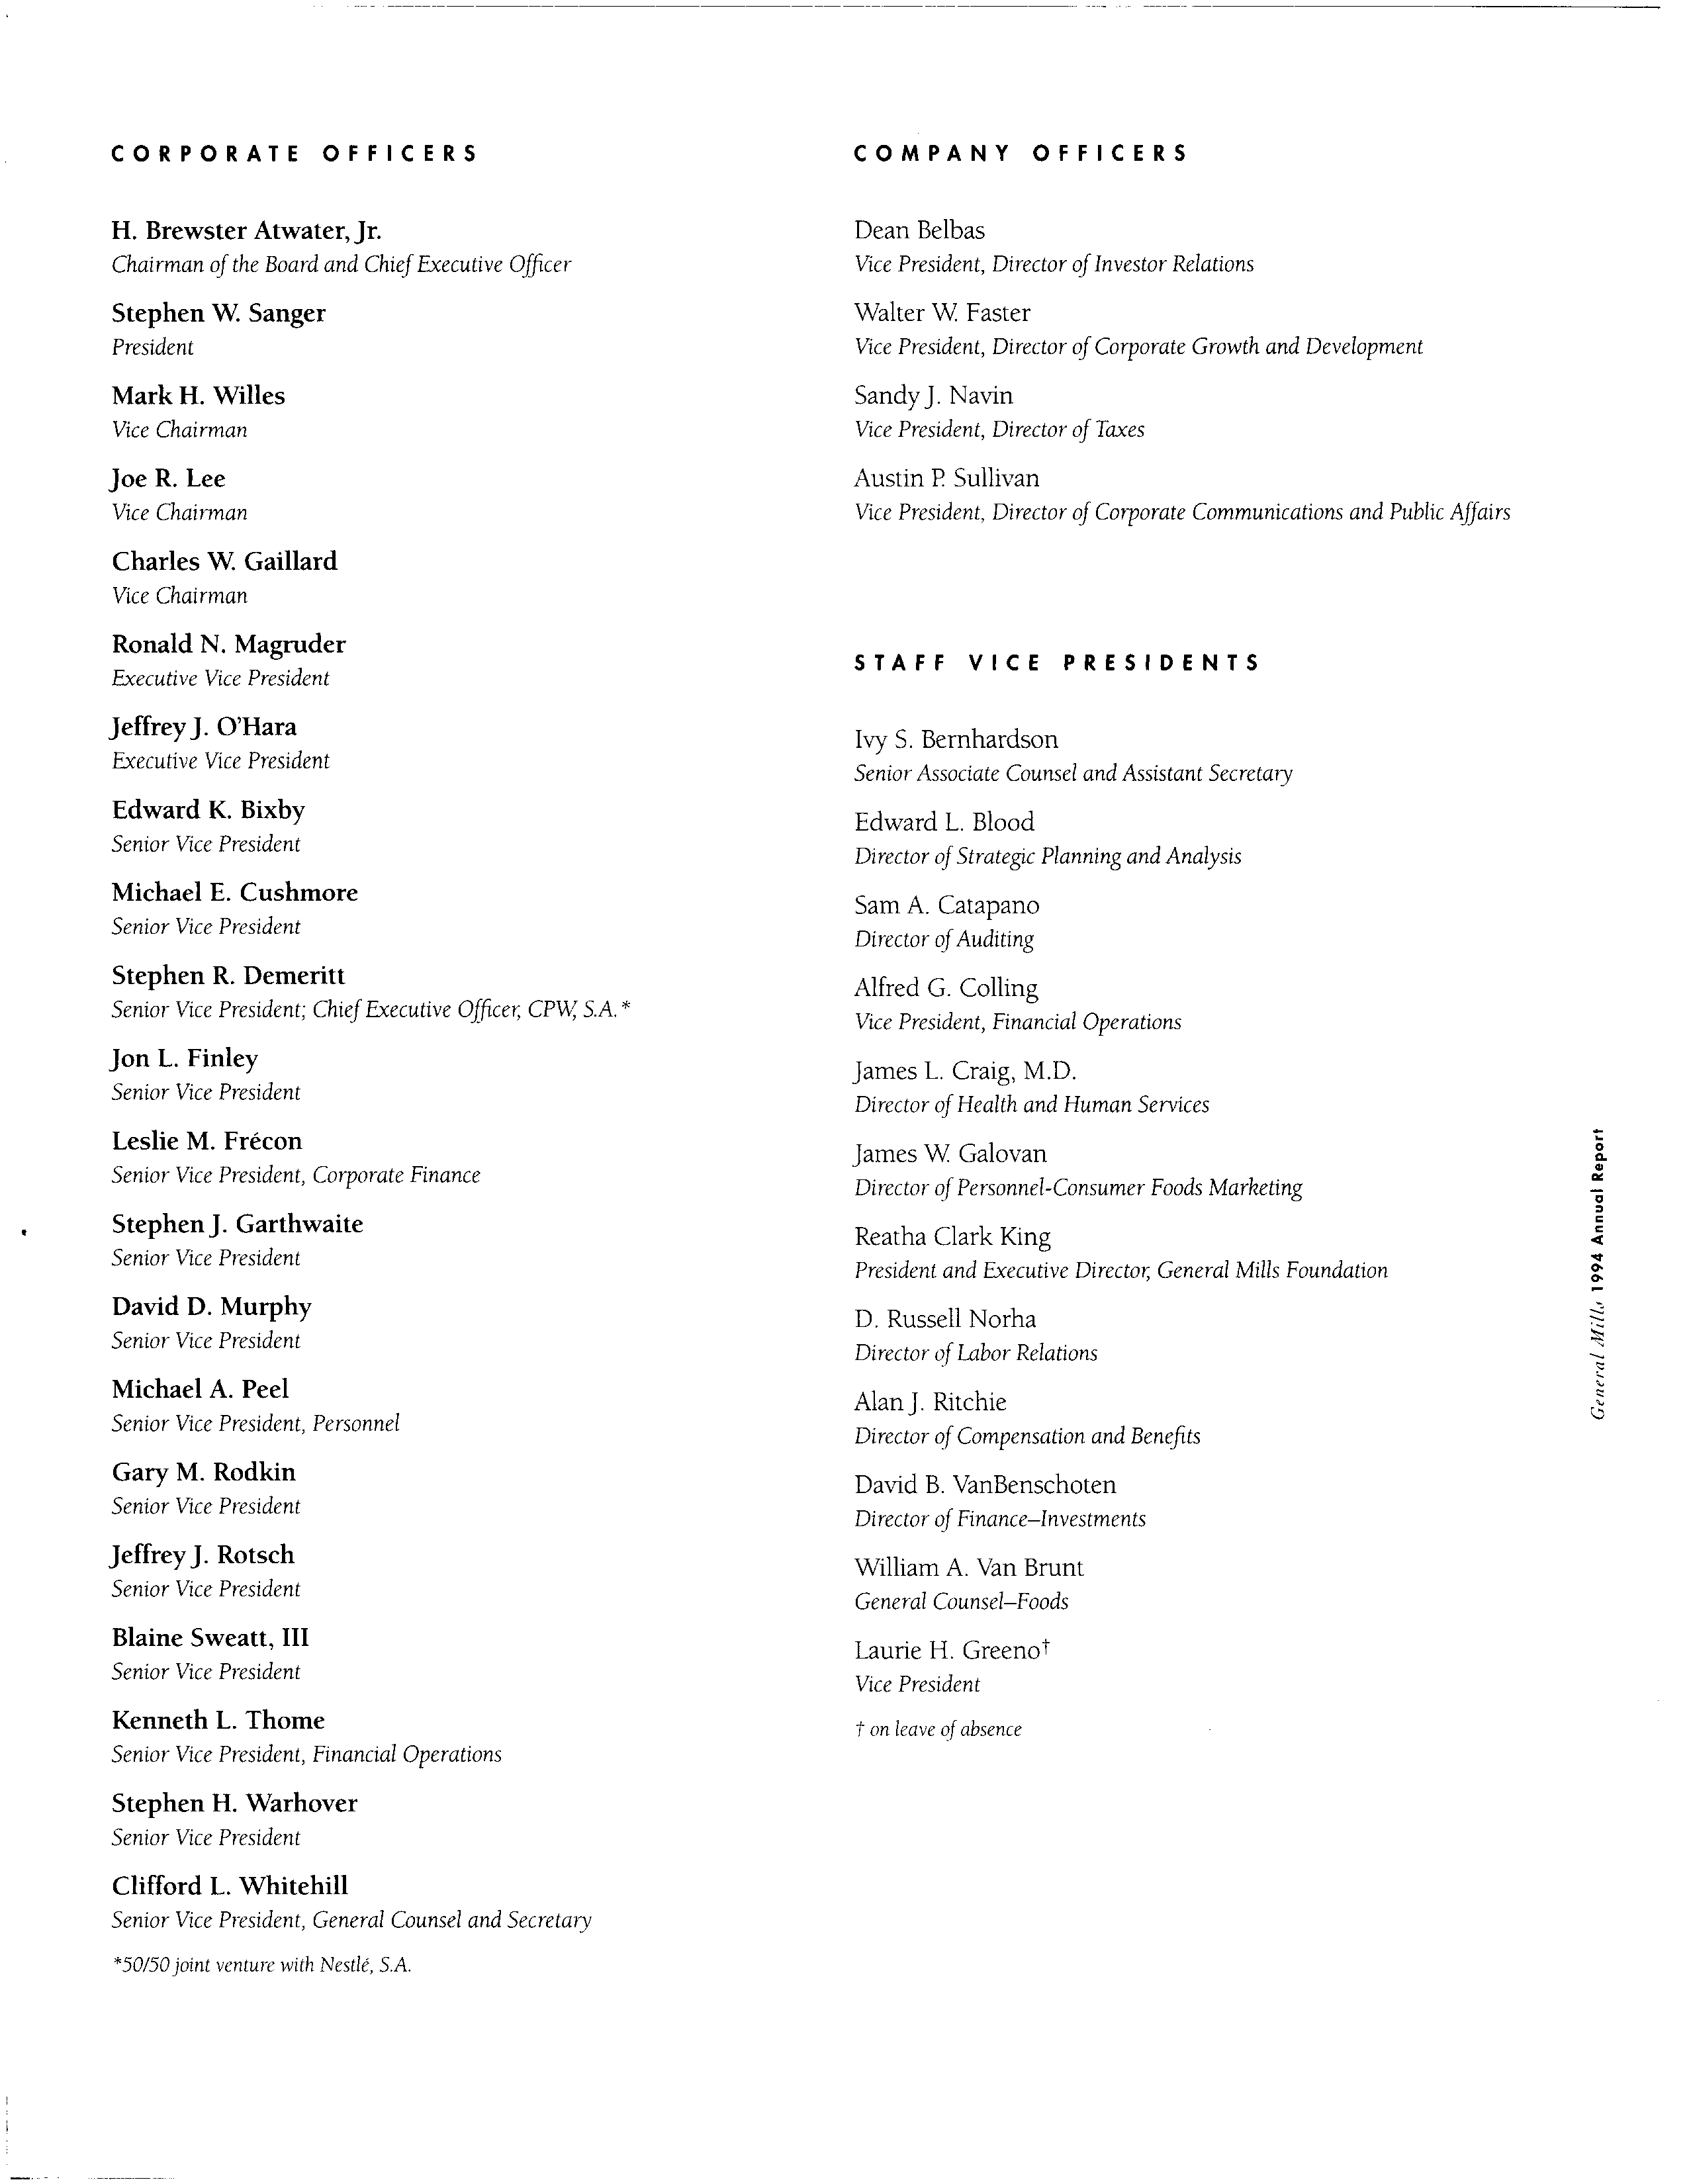 CORPORATE OFFICERS
H. Brewster Atwater, Jr.
Chairman of the Board and Chief Executive Officer
Stephen W. Sanger
President
Mark H. Willes
Vice Chairman
Joe R. Lee
Vice Chairman
Charles W. Gaillard
Vice Chairman
Ronald N. Magruder
Executive Vice President
Jeffrey J. O'Hara
Executive Vice President
Edward K. Bixby
Senior Vice President
Michael E. Cushmore
Senior Vice President
Stephen R. Demeritt
Senior Vice President; Chief Executive Officer, CPW, S.A.*
Jon L. Finley
Senior Vice President
Leslie M. Frécon
Senior Vice President, Corporate Finance
Stephen J. Garthwaite
Senior Vice President
David D. Murphy
Senior Vice President
Michael A. Peel
Senior Vice President, Personnel
Gary M. Rodkin
Senior Vice President
Jeffrey J. Rotsch
Senior Vice President
Blaine Sweatt, III
Senior Vice President
Kenneth L. Thome
Senior Vice President, Financial Operations
Stephen H. Warhover
Senior Vice President
Clifford L. Whitehill
Senior Vice President, General Counsel and Secretary
*50/50 joint venture with Nestlé, S.A.
COMPANY OFFICERS
Dean Belbas
Vice President, Director of Investor Relations
Walter W. Faster
Vice President, Director of Corporate Growth and Development
Sandy J. Navin
Vice President, Director of Taxes
Austin P. Sullivan
Vice President, Director of Corporate Communications and Public Affairs
STAFF VICE PRESIDENTS
Ivy S. Bernhardson
Senior Associate Counsel and Assistant Secretary
Edward L. Blood
Director of Strategic Planning and Analysis
Sam A. Catapano
Director of Auditing
Alfred G. Colling
Vice President, Financial Operations
James L. Craig, M.D.
Director of Health and Human Services
James W. Galovan
Director of Personnel-Consumer Foods Marketing
Reatha Clark King
President and Executive Director, General Mills Foundation
D. Russell Norha
Director of Labor Relations
Alan J. Ritchie
Director of Compensation and Benefits
David B. VanBenschoten
Director of Finance–Investments
William A. Van Brunt
General Counsel–Foods
Laurie H. Greeno†
Vice President
† on leave of absence
General Mills 1994 Annual Report